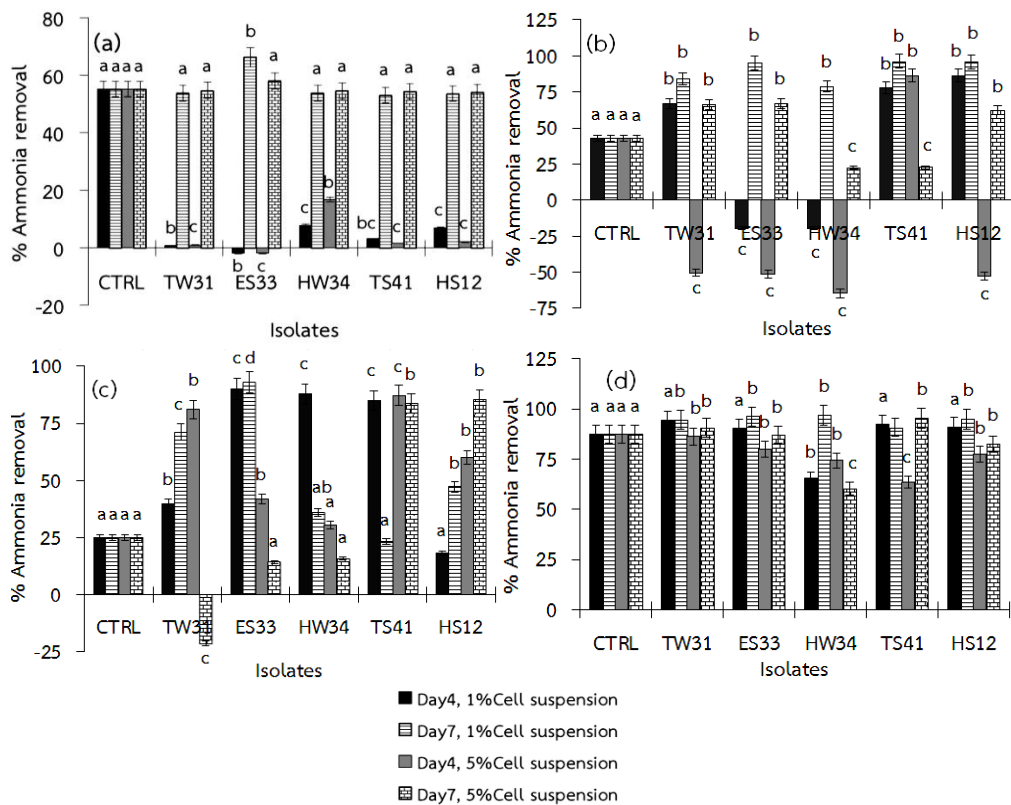 (a)
% Ammonia removal
80
60
40
20
0
-20
a a a a
b a c a
b b c a
c a b a
bc a c a
c a c a
CTRL TW31 ES33 HW34 TS41 HS12
Isolates
(b)
% Ammonia removal
125
100
75
50
25
0
-25
-50
-75
a a a a
b b c b
c b c b
c b c c
b b b c
b b c b
CTRL TW31 ES33 HW34 TS41 HS12
Isolates
(c)
% Ammonia removal
100
75
50
25
0
-25
a a a a
b c b c
c d b a
c ab a a
c a c b
a b b b
CTRL TW31 ES33 HW34 TS41 HS12
Isolates
(d)
% Ammonia removal
125
100
75
50
25
0
a a a a
ab b b
a b b b
b b b c
a b c b
a b b b
CTRL TW31 ES33 HW34 TS41 HS12
Isolates
Day4, 1%Cell suspension
Day7, 1%Cell suspension
Day4, 5%Cell suspension
Day7, 5%Cell suspension